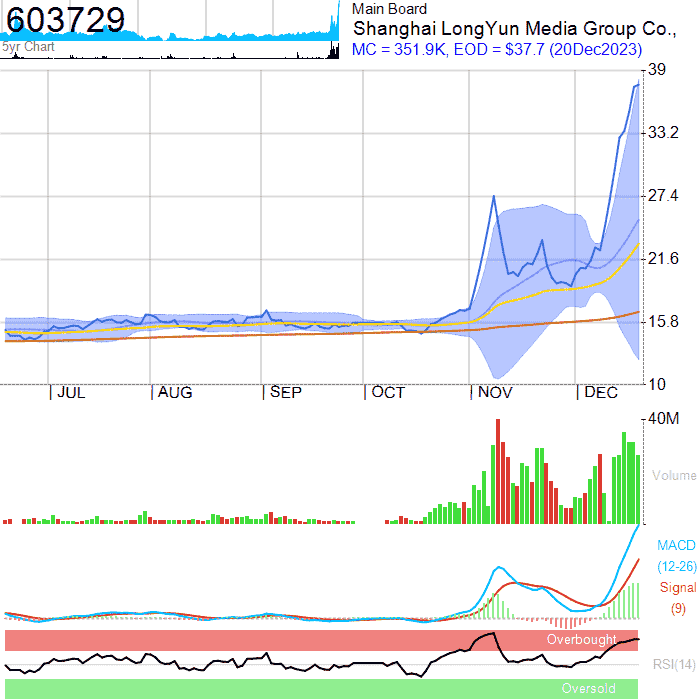 603729
5yr Chart
Main Board
Shanghai LongYun Media Group Co.,
MC = 351.9K, EOD = $37.7 (20Dec2023)
39
33.2
27.4
21.6
15.8
10
JUL AUG SEP OCT NOV DEC
40M
Volume
MACD
(12-26)
Signal
(9)
Overbought
RSI(14)
Oversold